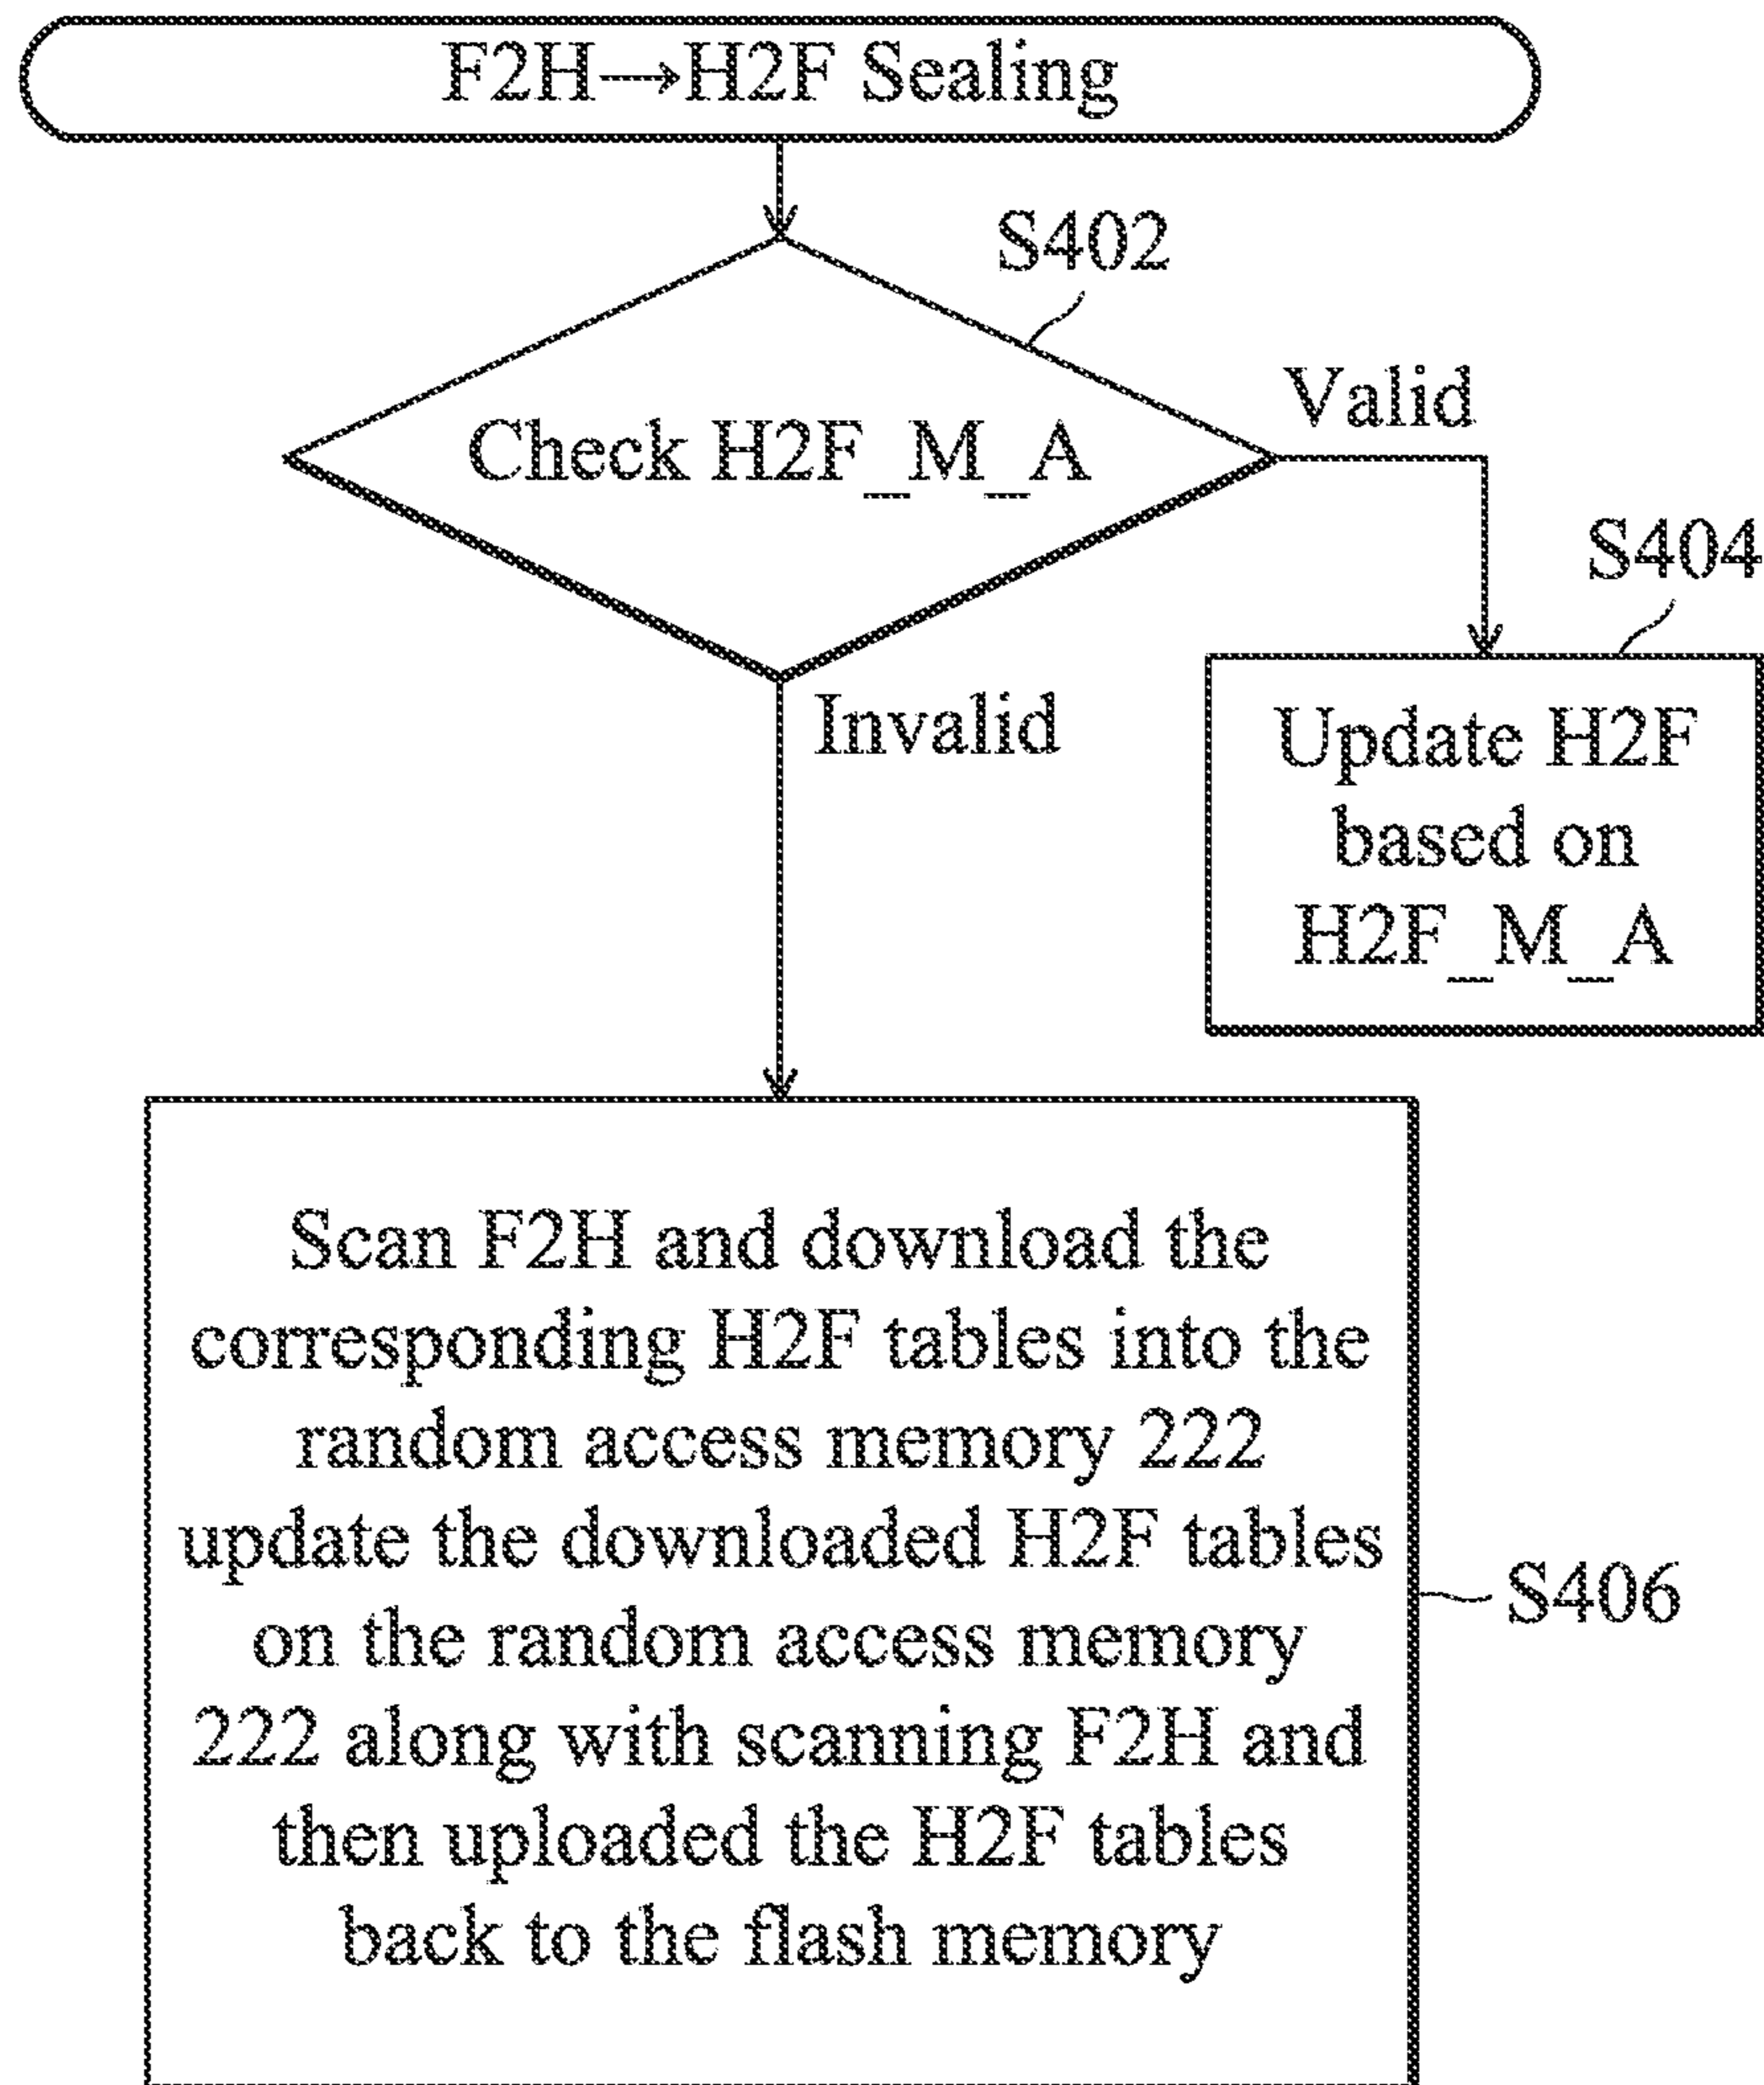 F2H→H2F Sealing
S402
Check H2F_M_A
Valid
S404
Invalid
Update H2F
based on
H2F_M_A
Scan F2H and download the
corresponding H2F tables into the
random access memory 222
update the downloaded H2F tables
on the random access memory
222 along with scanning F2H and
then uploaded the H2F tables
back to the flash memory
S406